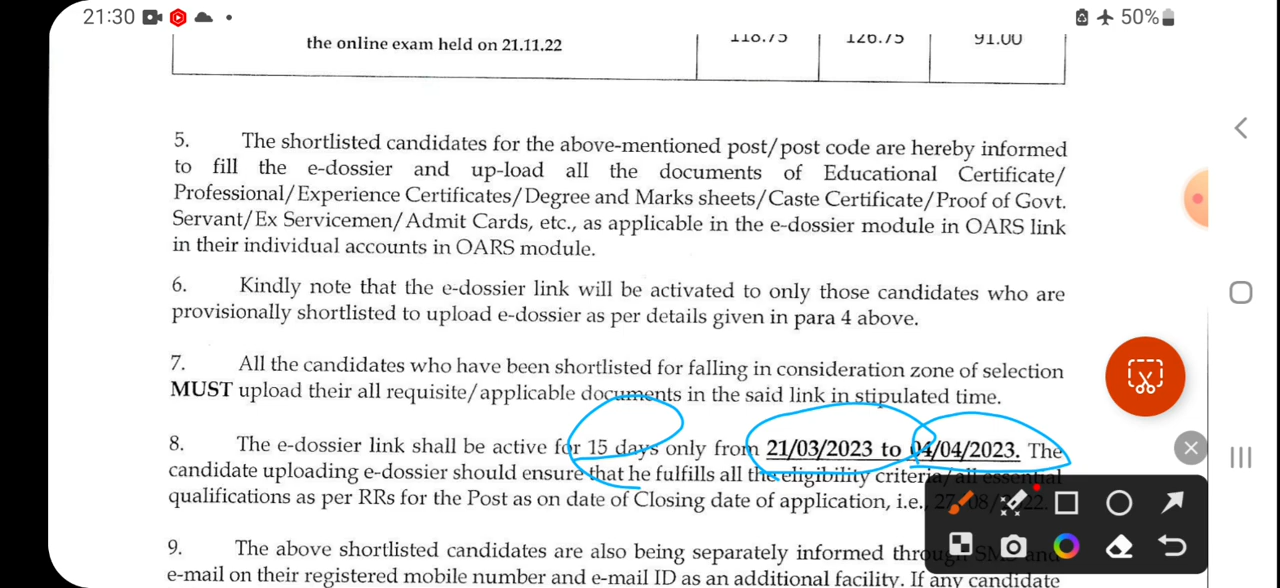 21:30
50%
the online exam held on 21.11.22
118.75 126.75 91.00
5. The shortlisted candidates for the above-mentioned post/post code are hereby informed
to fill the e-dossier and up-load all the documents of Educational Certificate/
Professional/Experience Certificates/Degree and Marks sheets/Caste Certificate/Proof of Govt.
Servant/Ex Servicemen/Admit Cards, etc., as applicable in the e-dossier module in OARS link
in their individual accounts in OARS module.
6. Kindly note that the e-dossier link will be activated to only those candidates who are
provisionally shortlisted to upload e-dossier as per details given in para 4 above.
7. All the candidates who have been shortlisted for falling in consideration zone of selection
MUST upload their all requisite/applicable documents in the said link in stipulated time.
8. The e-dossier link shall be active for 15 days only from 21/03/2023 to 04/04/2023. The
candidate uploading e-dossier should ensure that he fulfills all the eligibility criteria/all essential
qualifications as per RRs for the Post as on date of Closing date of application, i.e.,
9. The above shortlisted candidates are also being separately informed through SMS and
e-mail on their registered mobile number and e-mail ID as an additional facility. If any candidate